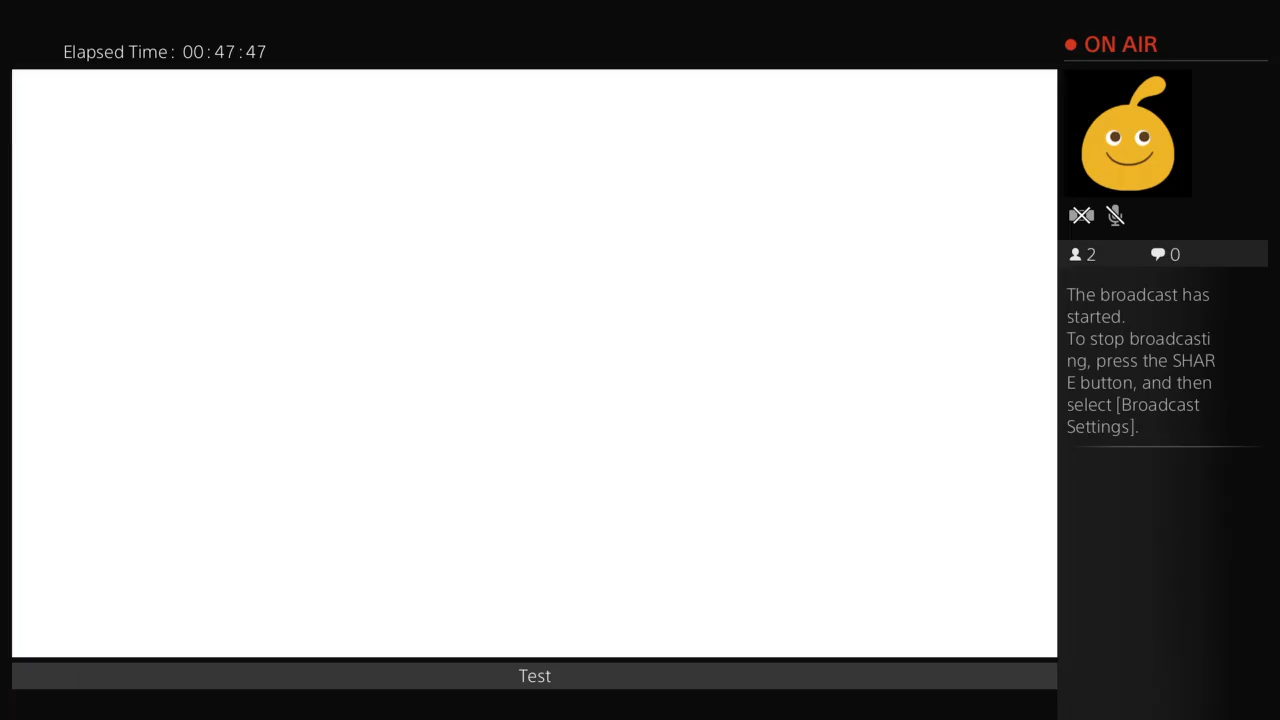 Elapsed Time: 00:47:47
ON AIR
2 0
The broadcast has
started.
To stop broadcasti
ng, press the SHAR
E button, and then
select [Broadcast
Settings].
Test